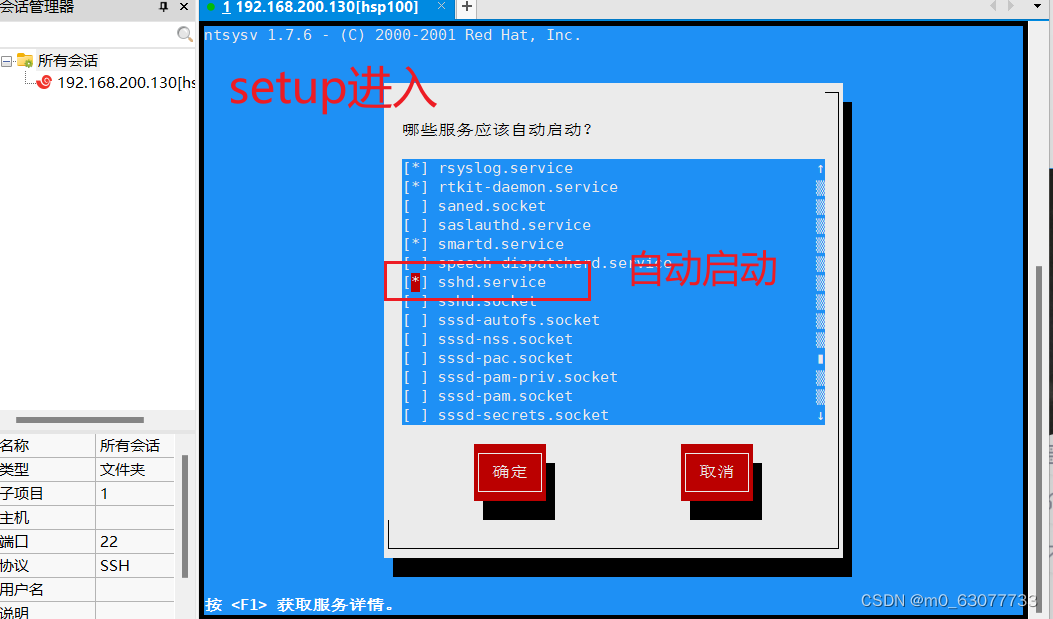 会话管理器
1 192.168.200.130[hsp100]
所有会话
192.168.200.130[hs
ntsysv 1.7.6 - (C) 2000-2001 Red Hat, Inc.
setup进入
哪些服务应该自动启动?
[*] rsyslog.service
[*] rtkit-daemon.service
[ ] saned.socket
[ ] saslauthd.service
[*] smartd.service
[ ] speech-dispatcherd.service
[*] sshd.service
自动启动
[ ] sshd.socket
[ ] sssd-autofs.socket
[ ] sssd-nss.socket
[ ] sssd-pac.socket
[ ] sssd-pam-priv.socket
[ ] sssd-pam.socket
[ ] sssd-secrets.socket
确定 取消
名称 所有会话
类型 文件夹
子项目 1
主机
端口 22
协议 SSH
用户名
说明
按 <F1> 获取服务详情。
CSDN @m0_63077733